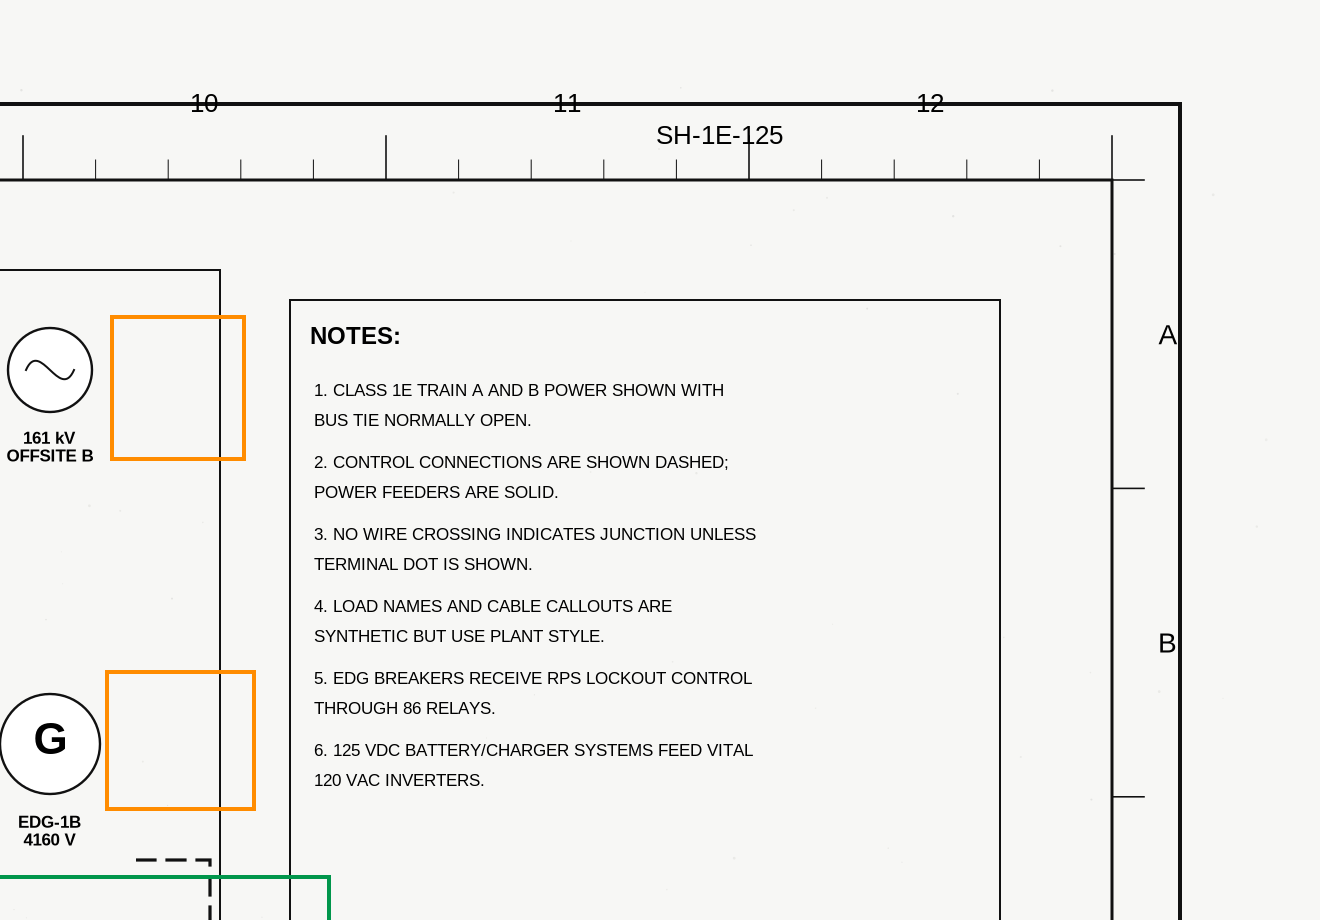 10
11
12
SH-1E-125
A
161 kV
OFFSITE B
NOTES:
1. CLASS 1E TRAIN A AND B POWER SHOWN WITH
BUS TIE NORMALLY OPEN.
2. CONTROL CONNECTIONS ARE SHOWN DASHED;
POWER FEEDERS ARE SOLID.
3. NO WIRE CROSSING INDICATES JUNCTION UNLESS
TERMINAL DOT IS SHOWN.
4. LOAD NAMES AND CABLE CALLOUTS ARE
SYNTHETIC BUT USE PLANT STYLE.
5. EDG BREAKERS RECEIVE RPS LOCKOUT CONTROL
THROUGH 86 RELAYS.
6. 125 VDC BATTERY/CHARGER SYSTEMS FEED VITAL
120 VAC INVERTERS.
B
G
EDG-1B
4160 V